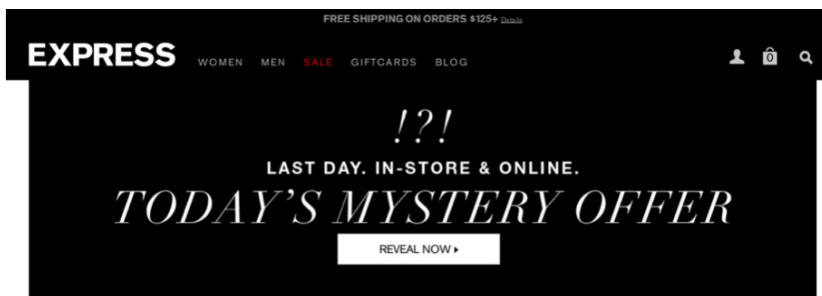 FREE SHIPPING ON ORDERS $125+ Details
EXPRESS WOMEN MEN SALE GIFTCARDS BLOG 0
!?!
LAST DAY. IN-STORE & ONLINE.
TODAY'S MYSTERY OFFER
REVEAL NOW